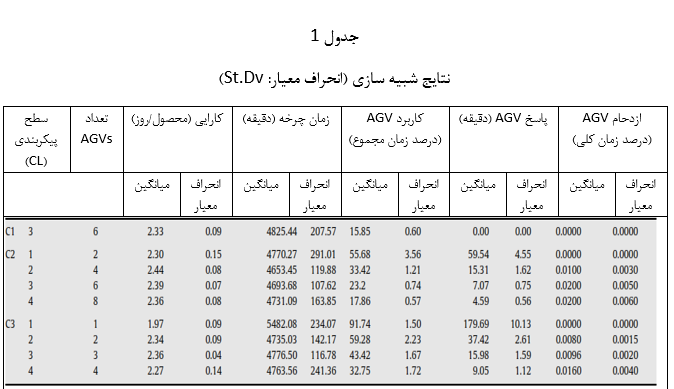 جدول 1
نتایج شبیه سازی (انحراف معیار: St.Dv)
سطح پیکربندی (CL) | تعداد AGVs | کارایی (محصول/روز) | زمان چرخه (دقیقه) | کاربرد AGV (درصد زمان مجموع) | پاسخ AGV (دقیقه) | ازدحام AGV (درصد زمان کلی)
میانگین | انحراف معیار | میانگین | انحراف معیار | میانگین | انحراف معیار | میانگین | انحراف معیار | میانگین | انحراف معیار
C1 3 6 2.33 0.09 4825.44 207.57 15.85 0.60 0.00 0.00 0.0000 0.0000
C2 1 2 2.30 0.15 4770.27 291.01 55.68 3.56 59.54 4.55 0.0000 0.0000
2 4 2.44 0.08 4653.45 119.88 33.42 1.21 15.31 1.62 0.0100 0.0030
3 6 2.39 0.07 4693.68 107.62 23.2 0.74 7.07 0.75 0.0200 0.0050
4 8 2.36 0.08 4731.09 163.85 17.86 0.57 4.59 0.56 0.0200 0.0060
C3 1 1 1.97 0.09 5482.08 234.07 91.74 1.50 179.69 10.13 0.0000 0.0000
2 2 2.34 0.09 4735.03 142.17 59.28 2.23 37.42 2.61 0.0080 0.0015
3 3 2.36 0.04 4776.50 116.78 43.42 1.67 15.98 1.59 0.0096 0.0020
4 4 2.27 0.14 4763.56 241.36 32.75 1.72 9.05 1.12 0.0160 0.0040